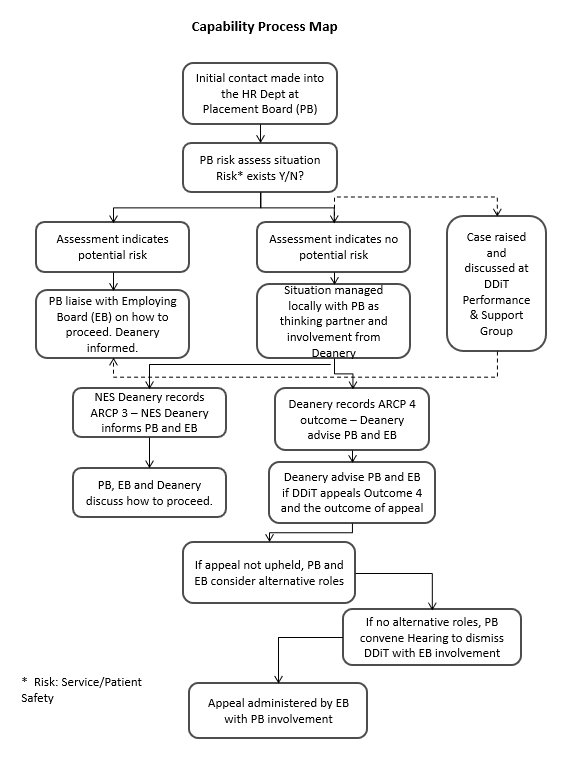 Capability Process Map
Initial contact made into
the HR Dept at
Placement Board (PB)
PB risk assess situation
Risk* exists Y/N?
Assessment indicates
potential risk
Assessment indicates no
potential risk
Case raised
and
discussed at
DDiT
Performance
& Support
Group
PB liaise with Employing
Board (EB) on how to
proceed. Deanery
informed.
Situation managed
locally with PB as
thinking partner and
involvement from
Deanery
NES Deanery records
ARCP 3 – NES Deanery
informs PB and EB
Deanery records ARCP 4
outcome – Deanery
advise PB and EB
PB, EB and Deanery
discuss how to proceed.
Deanery advise PB and EB
if DDiT appeals Outcome 4
and the outcome of appeal
If appeal not upheld, PB and
EB consider alternative roles
If no alternative roles, PB
convene Hearing to dismiss
DDiT with EB involvement
* Risk: Service/Patient
Safety
Appeal administered by EB
with PB involvement